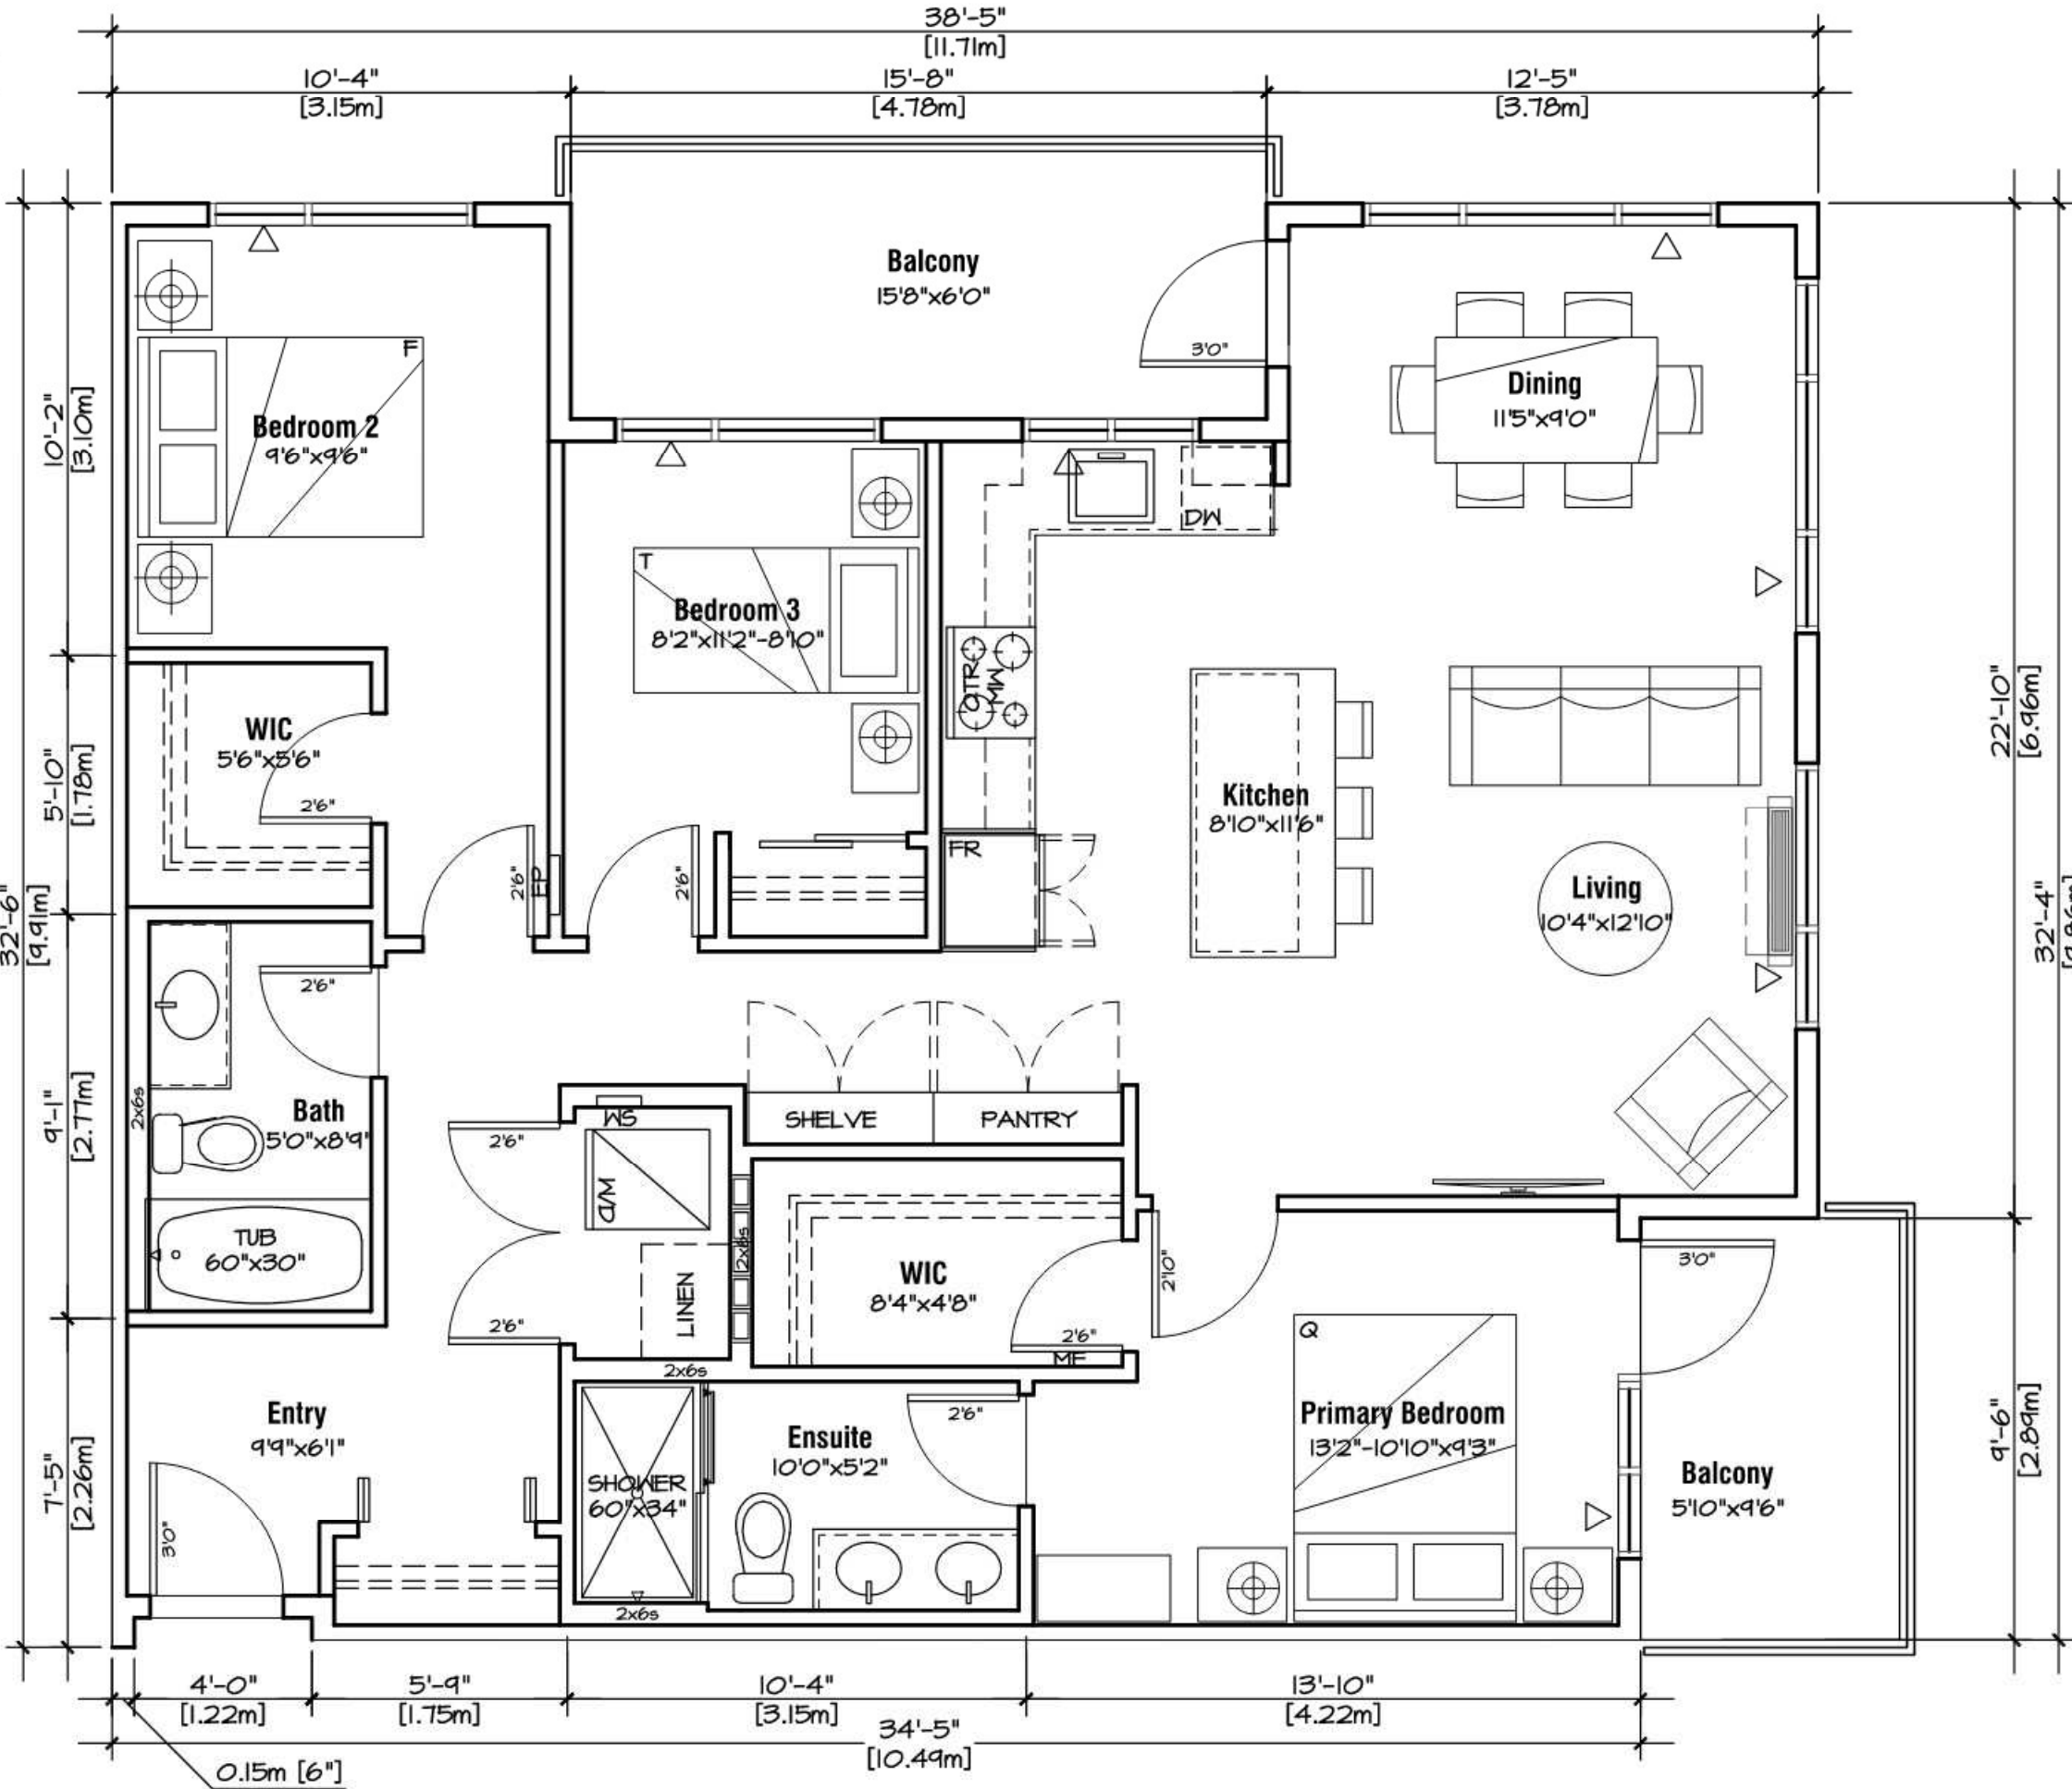 38'-5"
[11.71m]
10'-4"
[3.15m]
15'-8"
[4.78m]
12'-5"
[3.78m]
Balcony
15'8"x6'0"
3'0"
Dining
11'5"x9'0"
F
Bedroom 2
9'6"x9'6"
10'-2"
[3.10m]
DW
T
Bedroom 3
8'2"x11'2"-8'10"
OTR
MW
22'-10"
[6.96m]
WIC
5'6"x5'6"
2'6"
5'-10"
[1.78m]
Kitchen
8'10"x11'6"
FR
2'6"
EP
2'6"
Living
10'4"x12'10"
32'-6"
[9.91m]
32'-4"
2'6"
9'-1"
[2.77m]
2x6s
Bath
5'0"x8'9"
WS
2'6"
SHELVE
PANTRY
W/D
TUB
60"x30"
2x8s
LINEN
WIC
8'4"x4'8"
2'10"
3'0"
2'6"
2'6"
ME
2x6s
Q
Entry
9'9"x6'1"
2'6"
Ensuite
10'0"x5'2"
Primary Bedroom
13'2"-10'10"x9'3"
9'-6"
[2.89m]
7'-5"
[2.26m]
SHOWER
60"x34"
Balcony
5'10"x9'6"
3'0"
2x6s
4'-0"
[1.22m]
5'-9"
[1.75m]
10'-4"
[3.15m]
13'-10"
[4.22m]
34'-5"
[10.49m]
0.15m [6"]